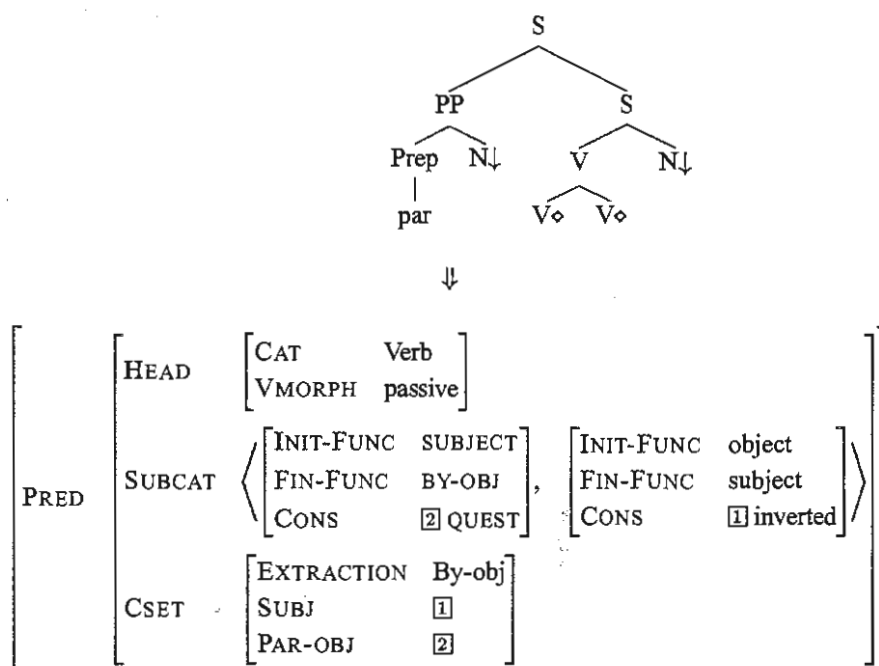 S
PP S
Prep N↓ V N↓
par V◇ V◇
⇓
CAT Verb
HEAD
VMORPH passive
INIT-FUNC SUBJECT INIT-FUNC object
PRED SUBCAT ⟨ FIN-FUNC BY-OBJ , FIN-FUNC subject ⟩
CONS 2 QUEST CONS 1 inverted
EXTRACTION By-obj
CSET SUBJ 1
PAR-OBJ 2